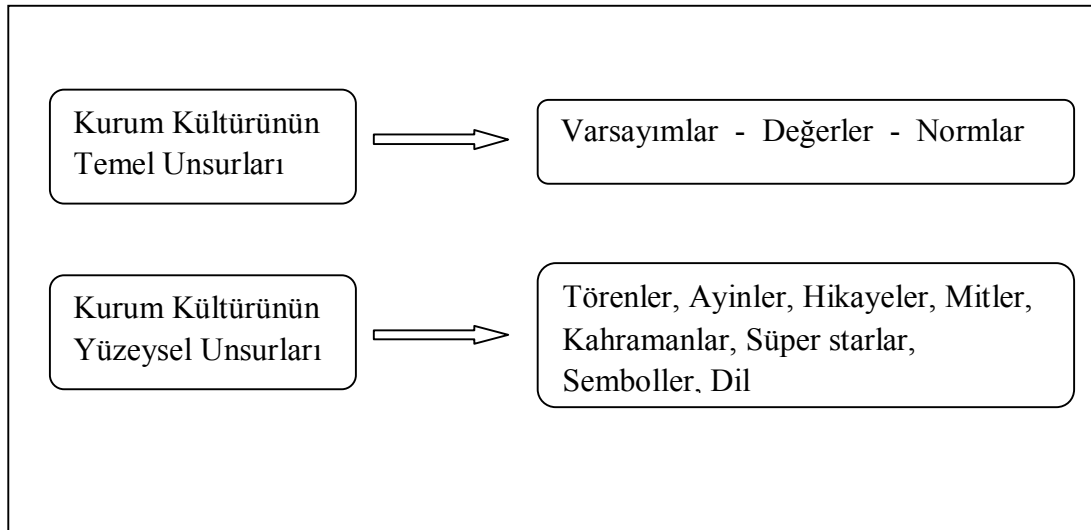 Kurum Kültürünün
Temel Unsurları
Varsayımlar - Değerler - Normlar
Kurum Kültürünün
Yüzeysel Unsurları
Törenler, Ayinler, Hikayeler, Mitler,
Kahramanlar, Süper starlar,
Semboller, Dil